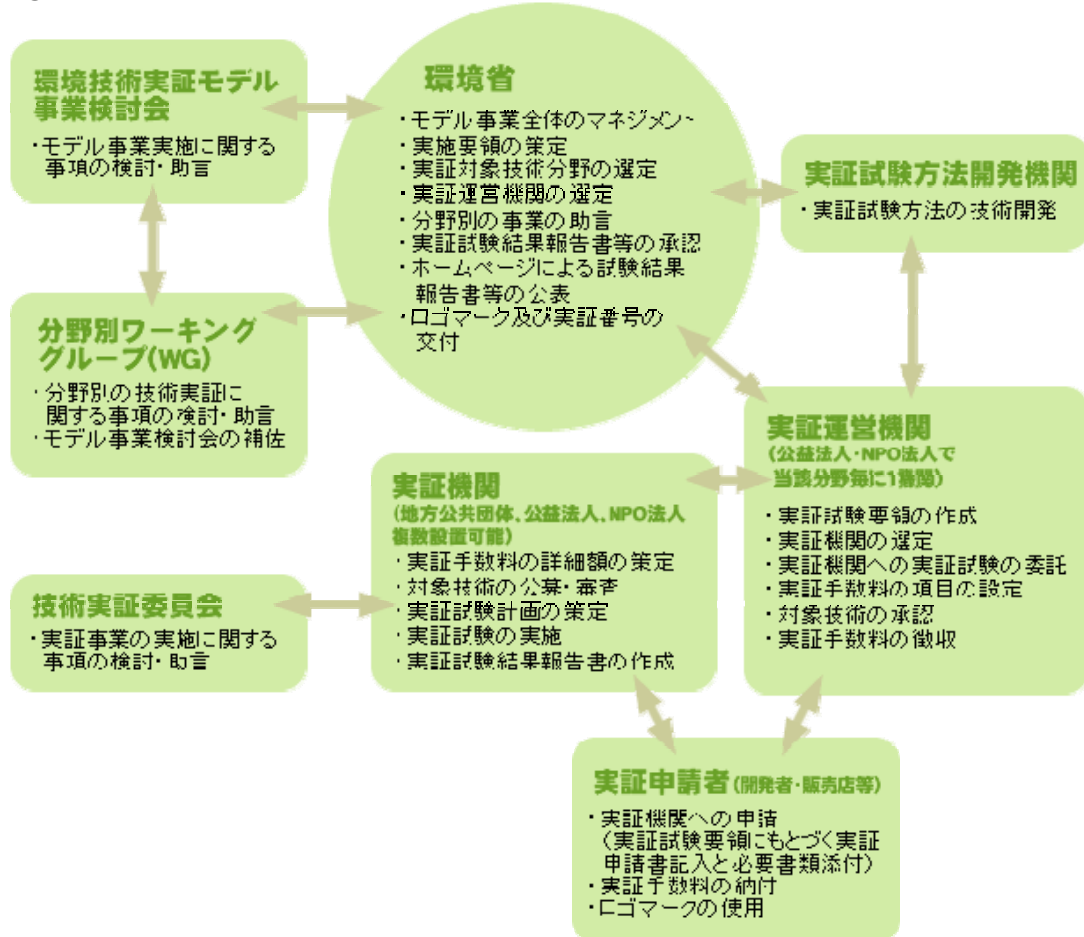 環境技術実証モデル
事業検討会
・モデル事業実施に関する
事項の検討・助言
環境省
・モデル事業全体のマネジメント
・実施要領の策定
・実証対象技術分野の選定
・実証運営機関の選定
・分野別の事業の助言
・実証試験結果報告書等の承認
・ホームページによる試験結果
報告書等の公表
・ロゴマーク及び実証番号の
交付
実証試験方法開発機関
・実証試験方法の技術開発
分野別ワーキング
グループ(WG)
・分野別の技術実証に
関する事項の検討・助言
・モデル事業検討会の補佐
実証運営機関
(公益法人・NPO法人で
当該分野毎に1機関)
・実証試験要領の作成
・実証機関の選定
・実証機関への実証試験の委託
・実証手数料の項目の設定
・対象技術の承認
・実証手数料の徴収
実証機関
(地方公共団体、公益法人、NPO法人
複数設置可能)
・実証手数料の詳細額の策定
・対象技術の公募・審査
・実証試験計画の策定
・実証試験の実施
・実証試験結果報告書の作成
技術実証委員会
・実証事業の実施に関する
事項の検討・助言
実証申請者(開発者・販売店等)
・実証機関への申請
(実証試験要領にもとづく実証
申請書記入と必要書類添付)
・実証手数料の納付
・ロゴマークの使用